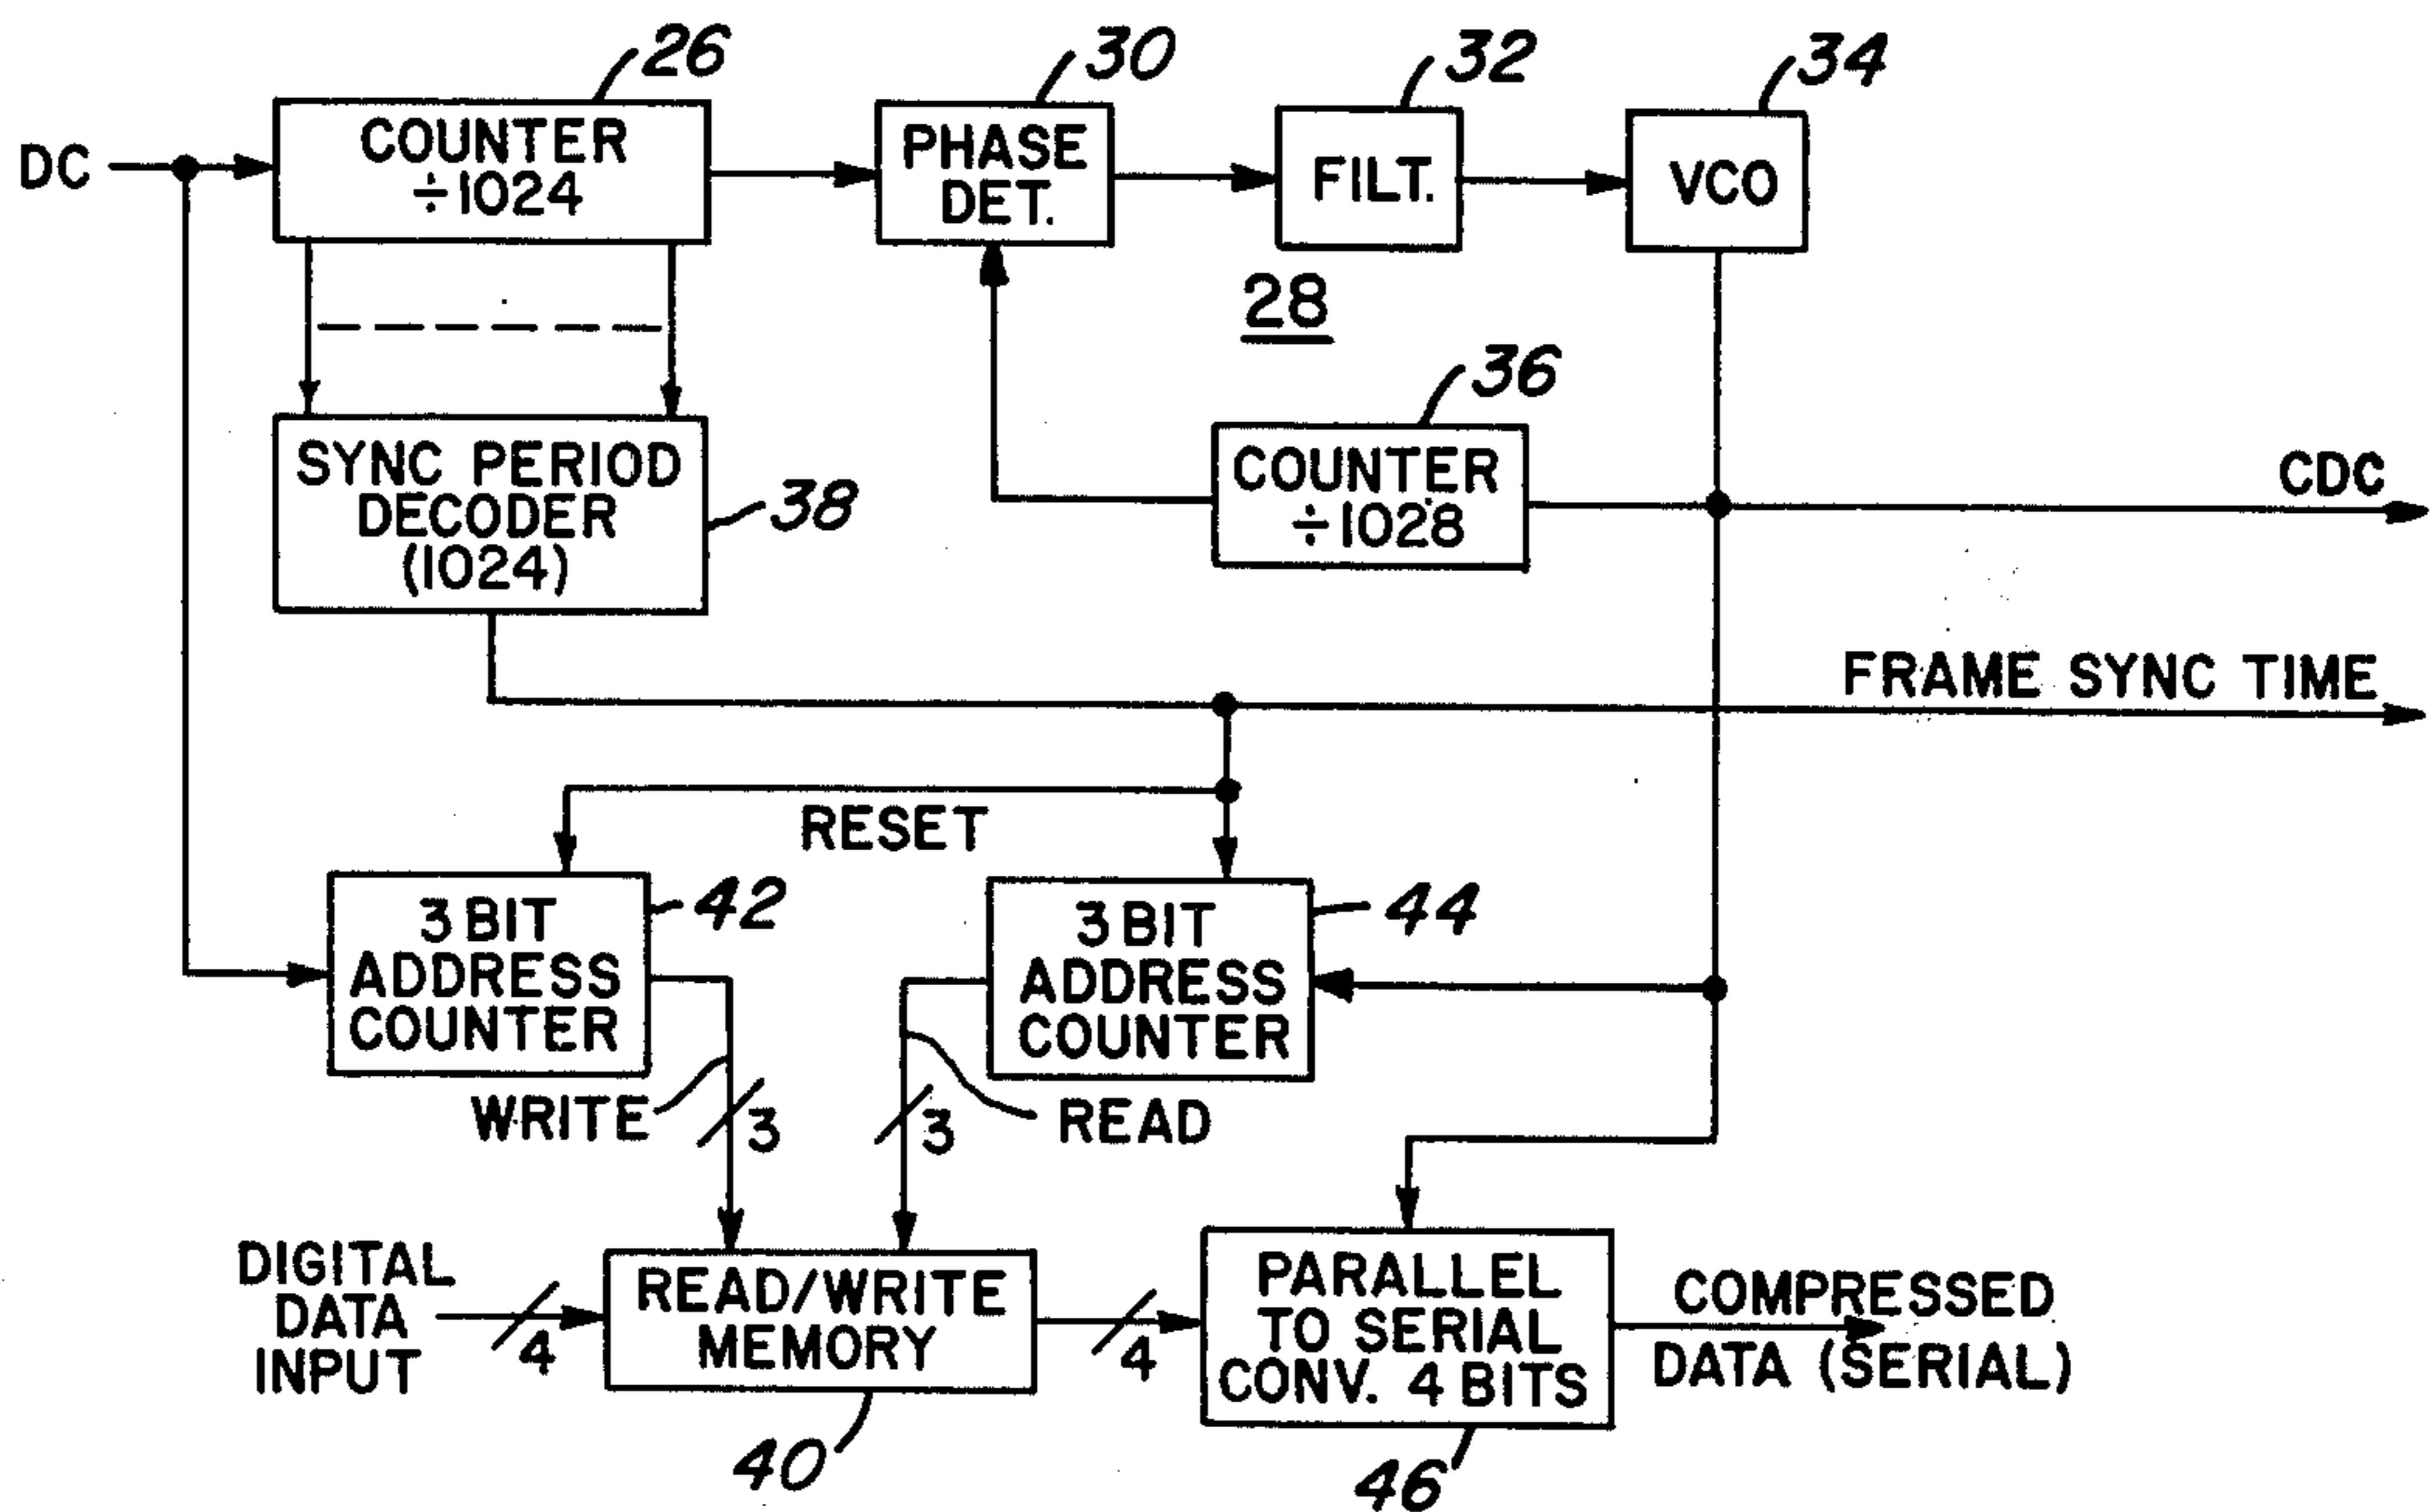 26
30
32
34
DC
COUNTER
÷1024
PHASE
DET.
FILT.
VCO
28
36
SYNC PERIOD
DECODER
(1024)
38
COUNTER
÷1028
CDC
FRAME SYNC TIME
RESET
3 BIT
ADDRESS
COUNTER
42
3 BIT
ADDRESS
COUNTER
44
WRITE
3
3
READ
DIGITAL
DATA
INPUT
4
READ/WRITE
MEMORY
4
PARALLEL
TO SERIAL
CONV. 4 BITS
COMPRESSED
DATA (SERIAL)
40
46